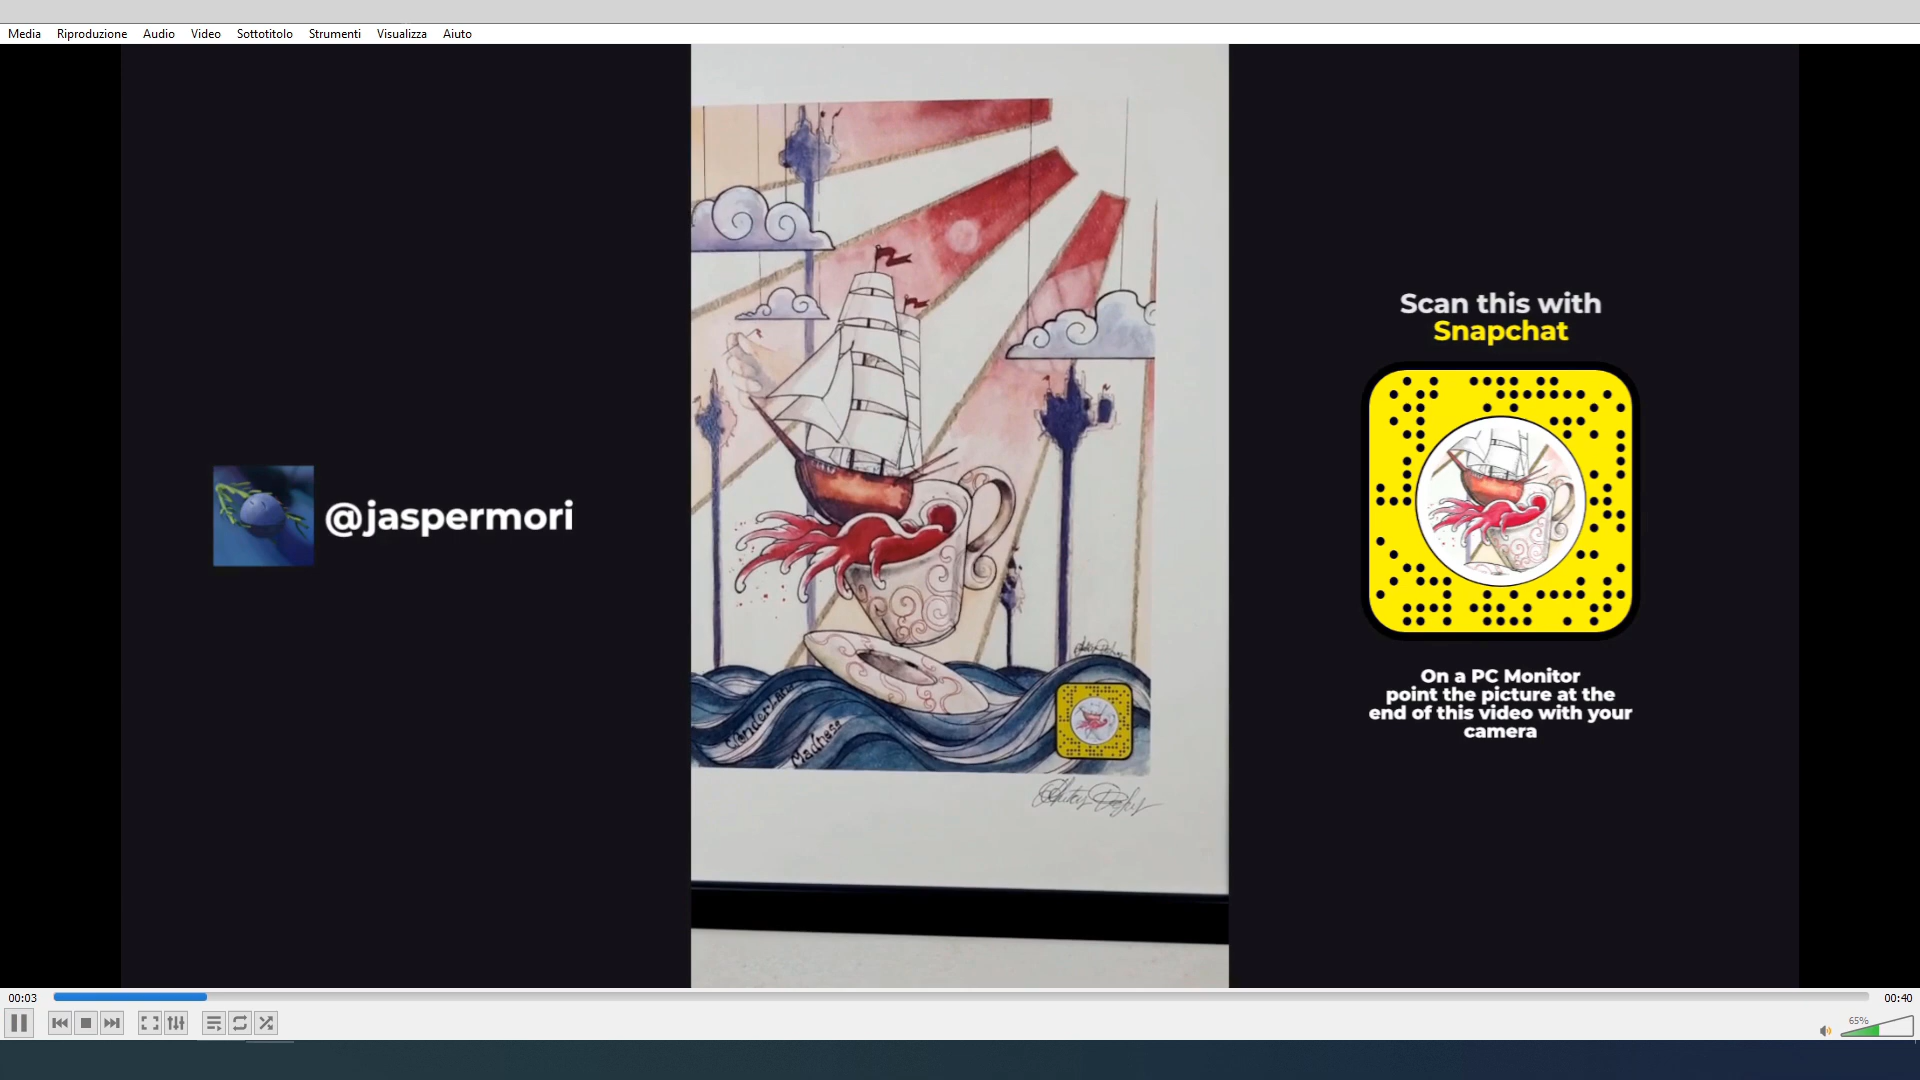 Media Riproduzione Audio Video Sottotitolo Strumenti Visualizza Aiuto
@jaspermori
Scan this with
Snapchat
On a PC Monitor
point the picture at the
end of this video with your
camera
Madness
00:03
00:40
65%